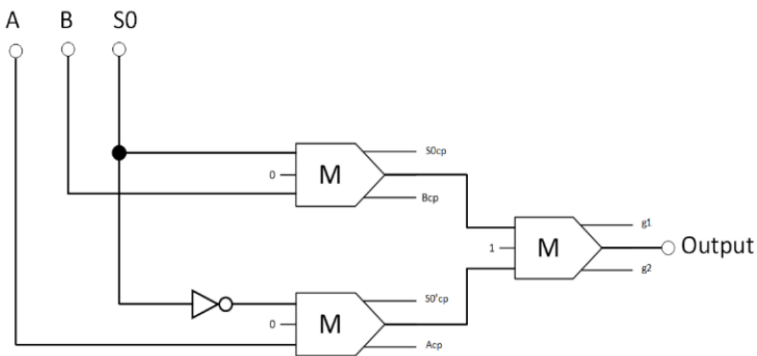 A B S0
S0cp
0 M
Bcp
g1
1 M Output
g2
S0'cp
0 M
Acp